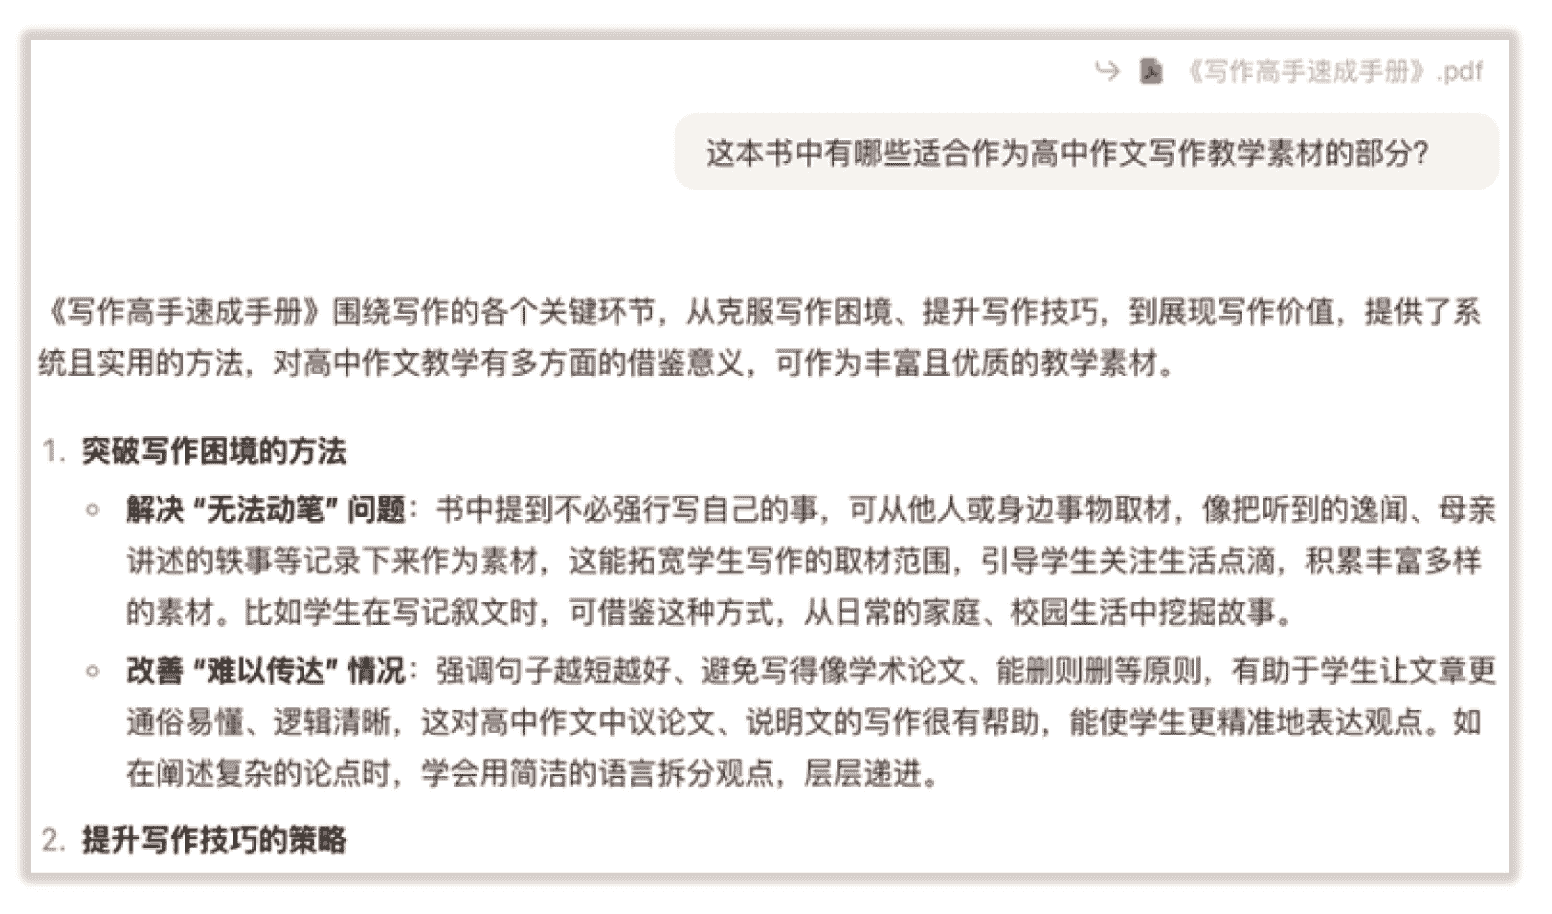 《写作高手速成手册》.pdf
这本书中有哪些适合作为高中作文写作教学素材的部分?
《写作高手速成手册》围绕写作的各个关键环节，从克服写作困境、提升写作技巧，到展现写作价值，提供了系
统且实用的方法，对高中作文教学有多方面的借鉴意义，可作为丰富且优质的教学素材。
1. 突破写作困境的方法
解决 “无法动笔” 问题：书中提到不必强行写自己的事，可从他人或身边事物取材，像把听到的逸闻、母亲
讲述的轶事等记录下来作为素材，这能拓宽学生写作的取材范围，引导学生关注生活点滴，积累丰富多样
的素材。比如学生在写记叙文时，可借鉴这种方式，从日常的家庭、校园生活中挖掘故事。
改善 “难以传达” 情况：强调句子越短越好、避免写得像学术论文、能删则删等原则，有助于学生让文章更
通俗易懂、逻辑清晰，这对高中作文中议论文、说明文的写作很有帮助，能使学生更精准地表达观点。如
在阐述复杂的论点时，学会用简洁的语言拆分观点，层层递进。
2. 提升写作技巧的策略